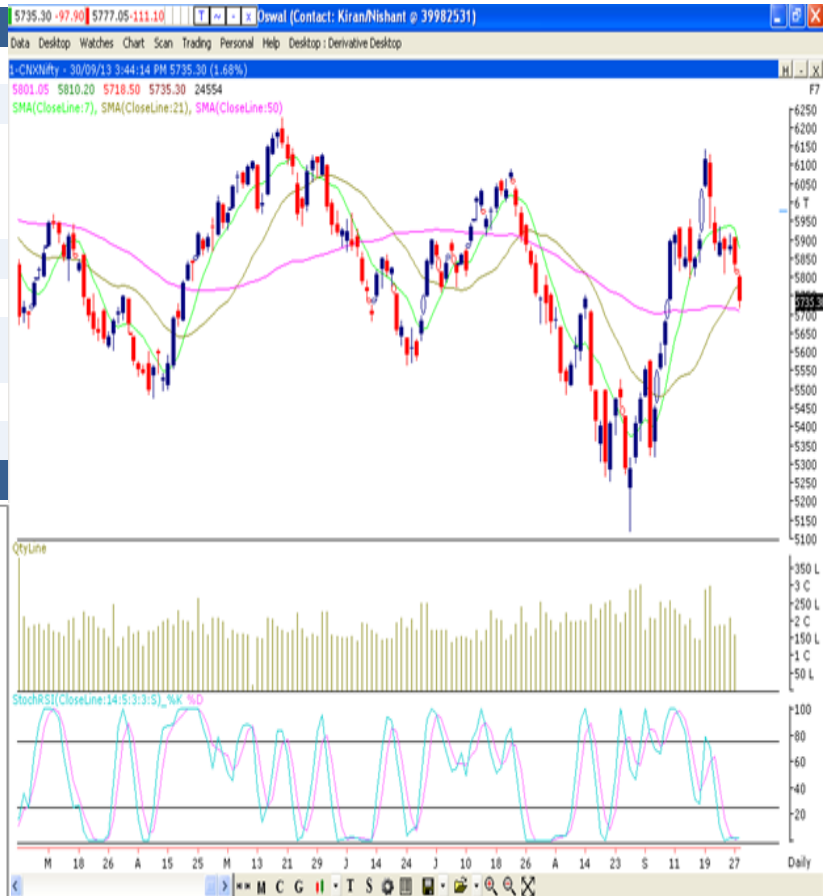 5735.30 -97.90 5777.05 -111.10 T ~ - x Oswal (Contact: Kiran/Nishant @ 39982531)
Data Desktop Watches Chart Scan Trading Personal Help Desktop : Derivative Desktop
1-CNXNifty - 30/09/13 3:44:14 PM 5735.30 (1.68%) M - X
5801.05 5810.20 5718.50 5735.30 24554 F7
SMA(CloseLine:7), SMA(CloseLine:21), SMA(CloseLine:50)
6250
6200
6150
6100
6050
6 T
5950
5900
5850
5800
5735.30
5700
5650
5600
5550
5500
5450
5400
5350
5300
5250
5200
5150
5100
QtyLine
350 L
3 C
250 L
2 C
150 L
1 C
50 L
StochRSI(CloseLine:14:5:3:3:S)_%K %D
100
80
60
40
20
M 18 26 A 15 25 M 13 21 29 J 14 24 J 10 18 26 A 14 23 S 11 19 27 Daily
M C G T S